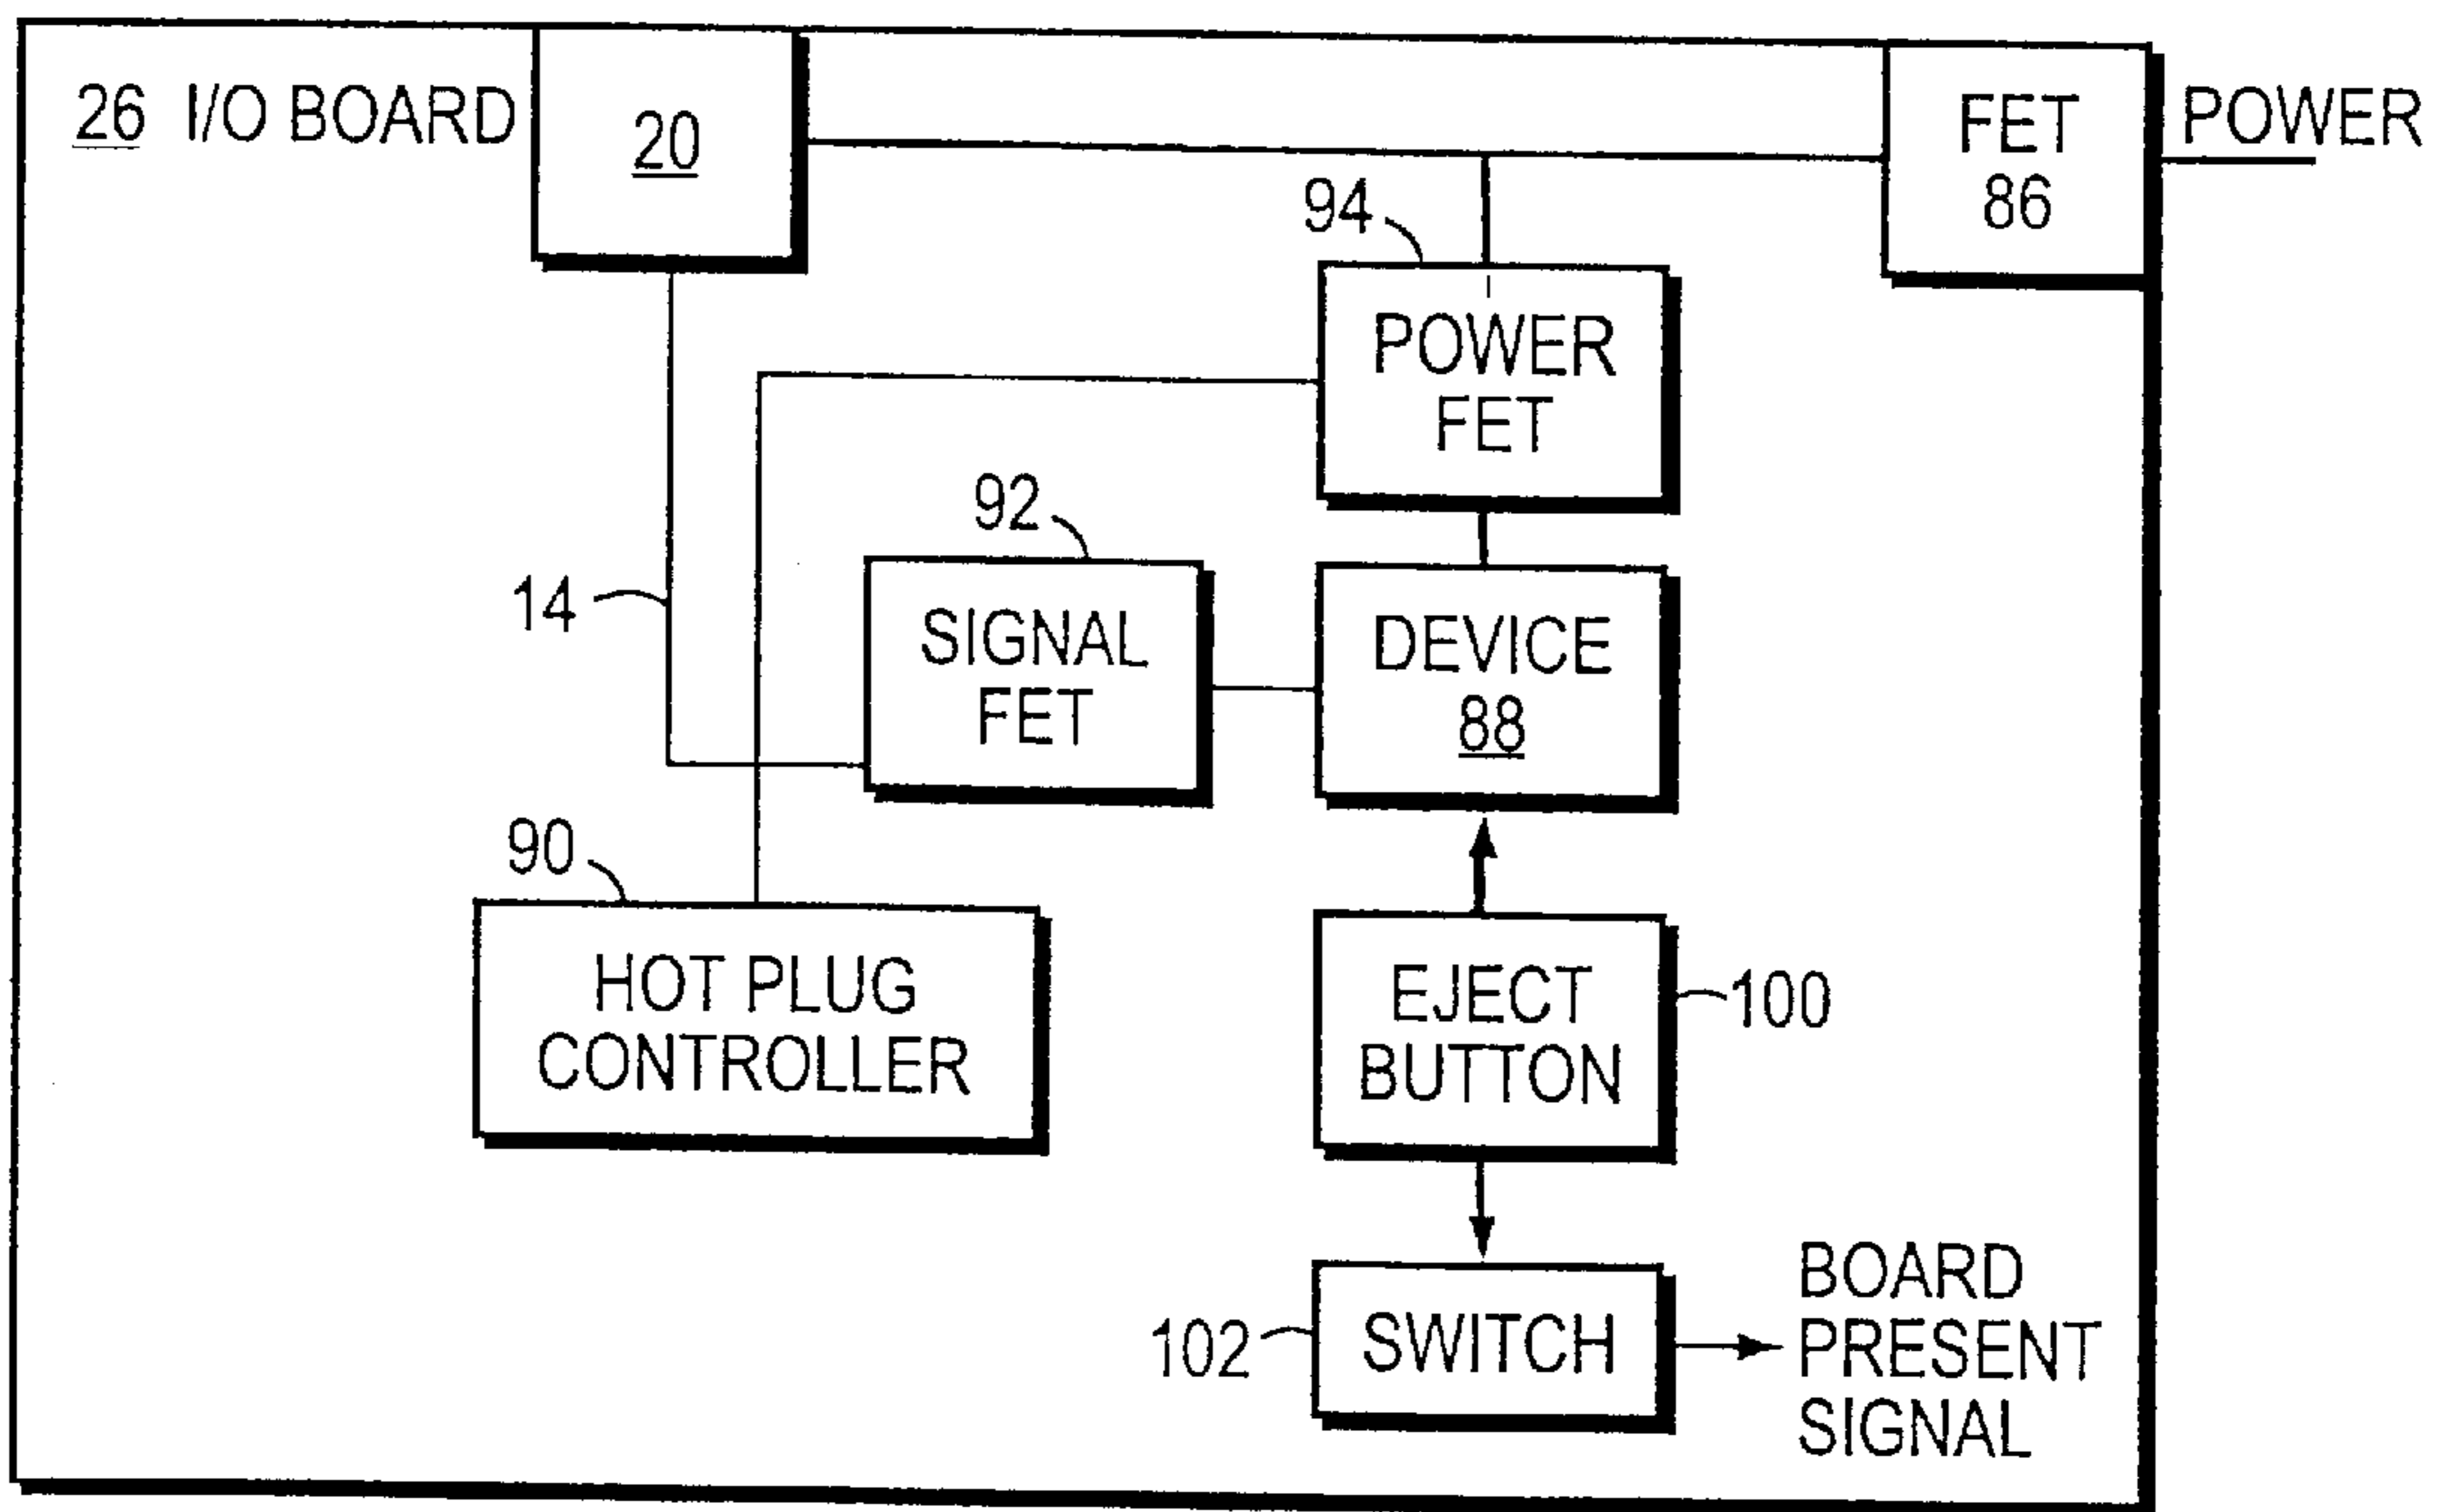 26 I/O BOARD
20
FET
86
POWER
94
POWER
FET
92
SIGNAL
FET
14
DEVICE
88
90
HOT PLUG
CONTROLLER
EJECT
BUTTON
100
102
SWITCH
BOARD
PRESENT
SIGNAL